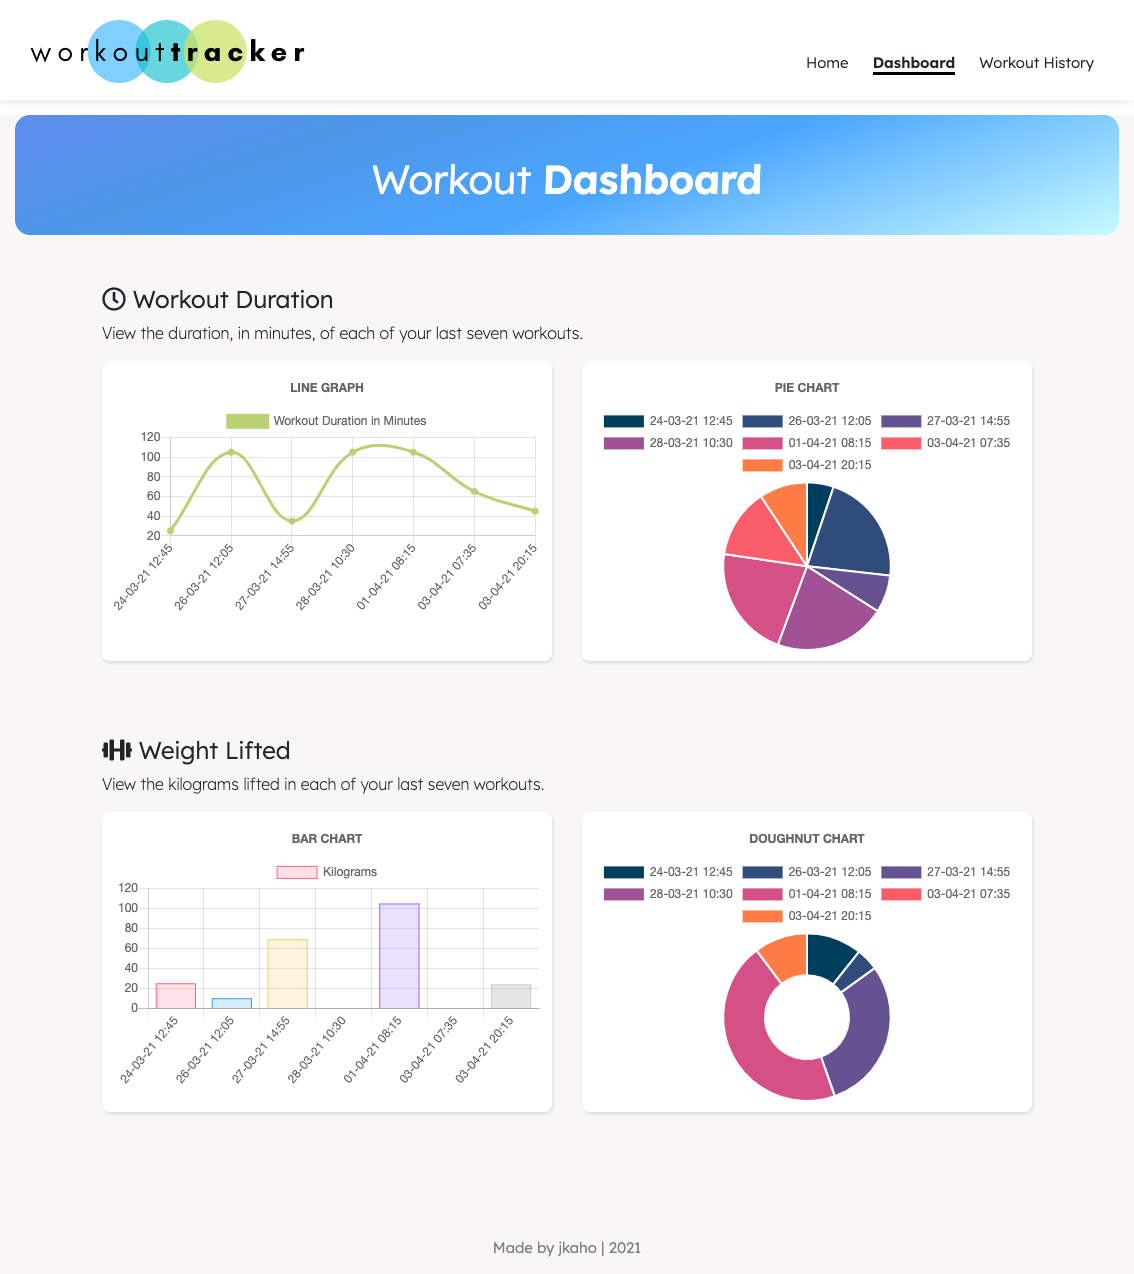 workouttracker
Home Dashboard Workout History
Workout Dashboard
Workout Duration
View the duration, in minutes, of each of your last seven workouts.
LINE GRAPH
Workout Duration in Minutes
120
100
80
60
40
20
24-03-21 12:45
26-03-21 12:05
27-03-21 14:55
28-03-21 10:30
01-04-21 08:15
03-04-21 07:35
03-04-21 20:15
PIE CHART
24-03-21 12:45 26-03-21 12:05 27-03-21 14:55
28-03-21 10:30 01-04-21 08:15 03-04-21 07:35
03-04-21 20:15
Weight Lifted
View the kilograms lifted in each of your last seven workouts.
BAR CHART
Kilograms
120
100
80
60
40
20
0
24-03-21 12:45
26-03-21 12:05
27-03-21 14:55
28-03-21 10:30
01-04-21 08:15
03-04-21 07:35
03-04-21 20:15
DOUGHNUT CHART
24-03-21 12:45 26-03-21 12:05 27-03-21 14:55
28-03-21 10:30 01-04-21 08:15 03-04-21 07:35
03-04-21 20:15
Made by jkaho | 2021